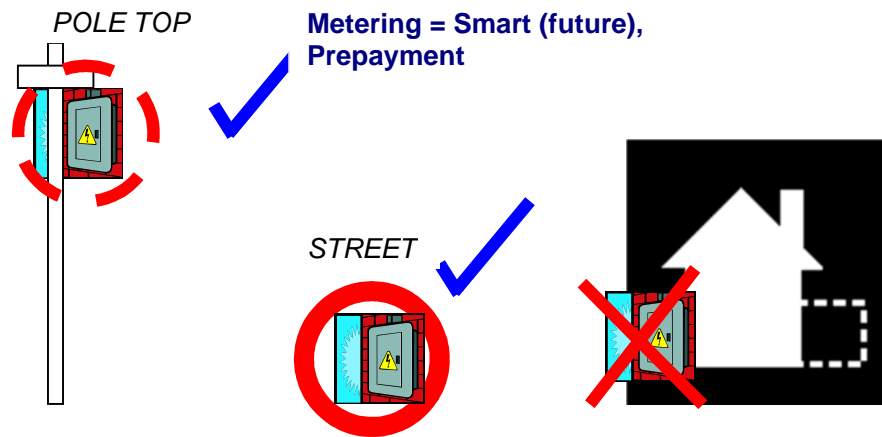 POLE TOP
Metering = Smart (future),
Prepayment
STREET